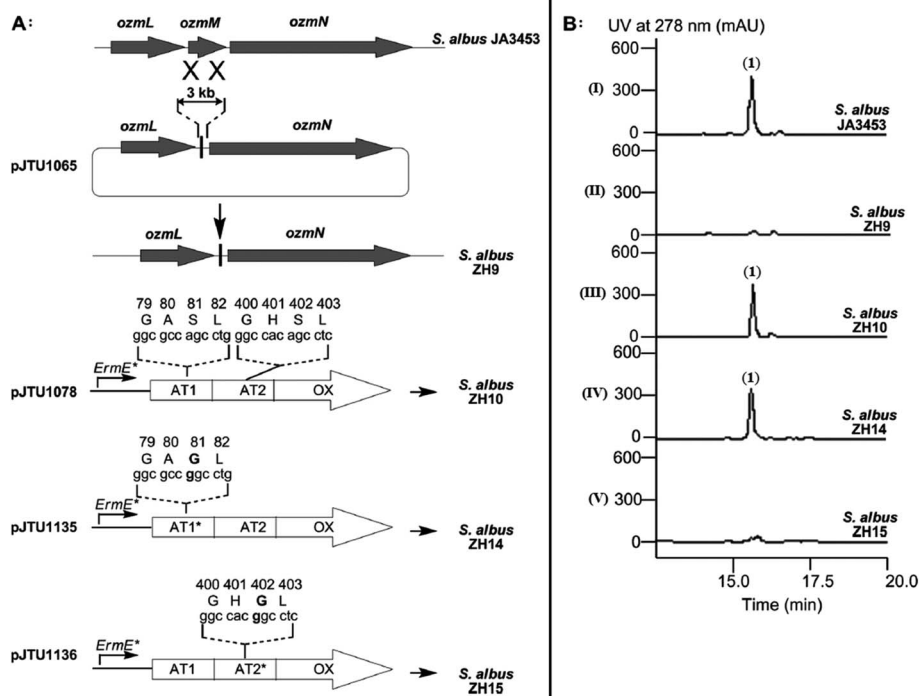 A:
ozmL ozmM ozmN
S. albus JA3453
X X
3 kb
ozmL ozmN
pJTU1065
ozmL ozmN
S. albus
ZH9
79 80 81 82 400 401 402 403
G A S L G H S L
ggc gcc agc ctg ggc cac agc ctc
ErmE*
pJTU1078
AT1 AT2 OX
S. albus
ZH10
79 80 81 82
G A G L
ggc gcc ggc ctg
ErmE*
pJTU1135
AT1* AT2 OX
S. albus
ZH14
400 401 402 403
G H G L
ggc cac ggc ctc
ErmE*
pJTU1136
AT1 AT2* OX
S. albus
ZH15
B: UV at 278 nm (mAU)
600
(1)
(I) 300
S. albus
JA3453
0
600
(II) 300
S. albus
ZH9
0
600
(1)
(III) 300
S. albus
ZH10
0
600
(1)
(IV) 300
S. albus
ZH14
0
600
(V) 300
S. albus
ZH15
0
15.0 17.5 20.0
Time (min)